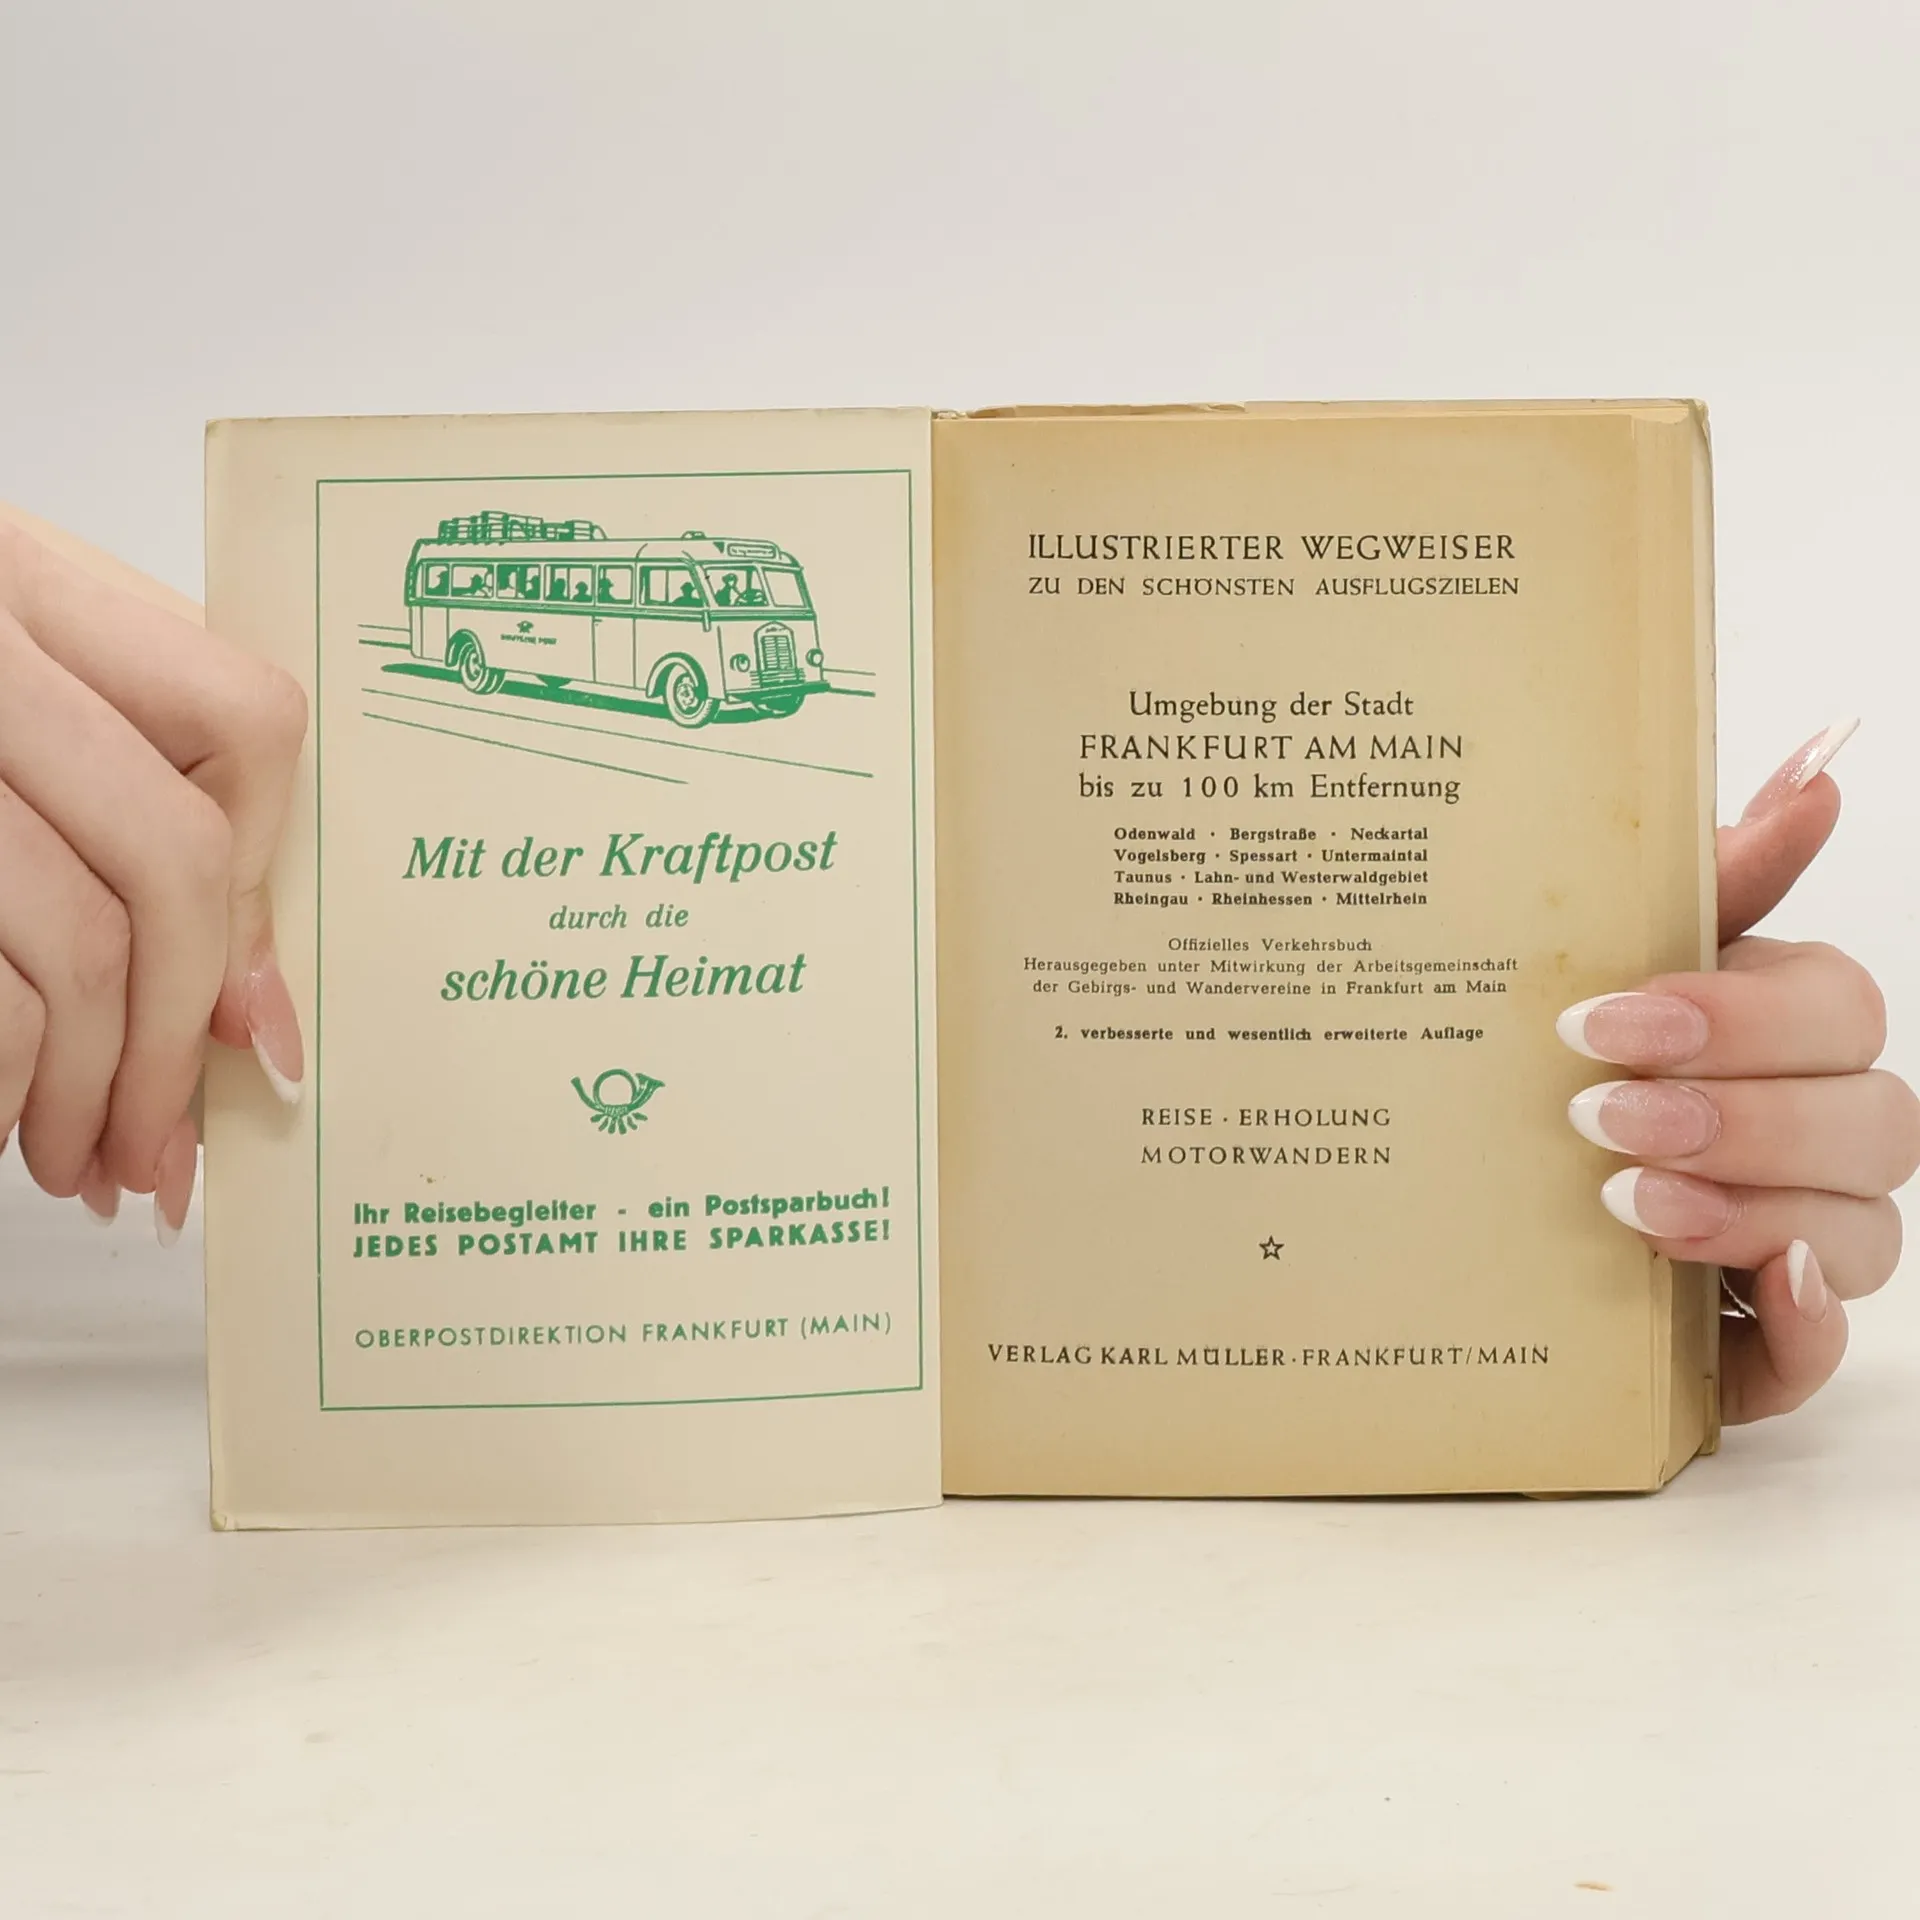 DEUTSCHE POST
Mit der Kraftpost
durch die
schöne Heimat
Ihr Reisebegleiter - ein Postsparbuch!
JEDES POSTAMT IHRE SPARKASSE!
OBERPOSTDIREKTION FRANKFURT (MAIN)
ILLUSTRIERTER WEGWEISER
ZU DEN SCHÖNSTEN AUSFLUGSZIELEN
Umgebung der Stadt
FRANKFURT AM MAIN
bis zu 100 km Entfernung
Odenwald · Bergstraße · Neckartal
Vogelsberg · Spessart · Untermaintal
Taunus · Lahn- und Westerwaldgebiet
Rheingau · Rheinhessen · Mittelrhein
Offizielles Verkehrsbuch
Herausgegeben unter Mitwirkung der Arbeitsgemeinschaft
der Gebirgs- und Wandervereine in Frankfurt am Main
2. verbesserte und wesentlich erweiterte Auflage
REISE · ERHOLUNG
MOTORWANDERN
VERLAG KARL MÜLLER · FRANKFURT/MAIN